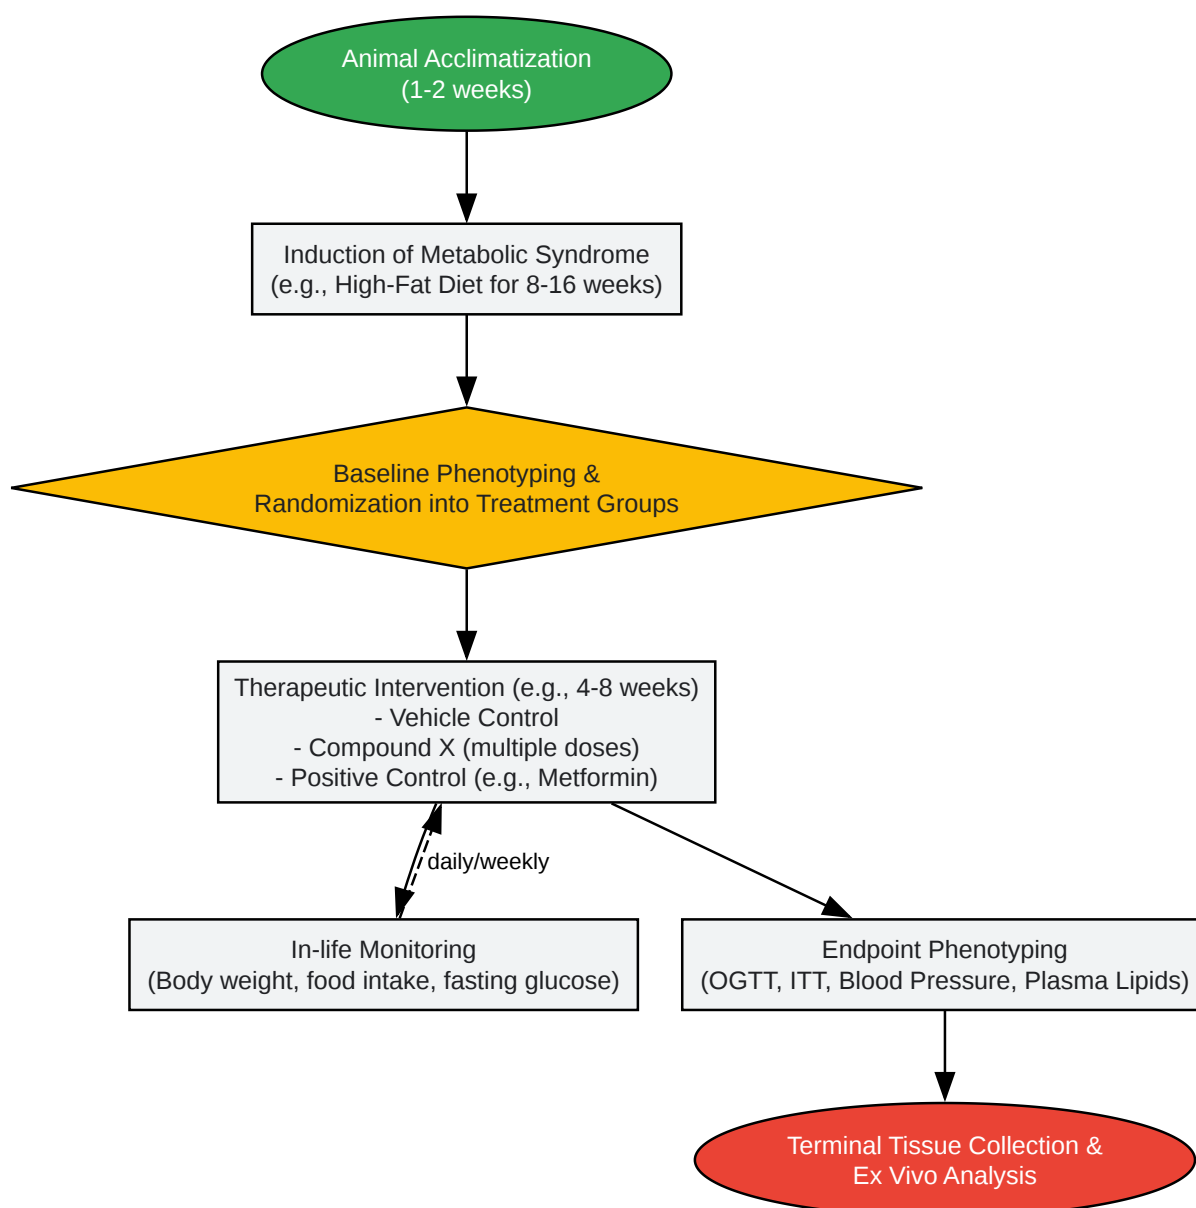 Animal Acclimatization
(1-2 weeks)
Induction of Metabolic Syndrome
(e.g., High-Fat Diet for 8-16 weeks)
Baseline Phenotyping &
Randomization into Treatment Groups
Therapeutic Intervention (e.g., 4-8 weeks)
- Vehicle Control
- Compound X (multiple doses)
- Positive Control (e.g., Metformin)
daily/weekly
In-life Monitoring
(Body weight, food intake, fasting glucose)
Endpoint Phenotyping
(OGTT, ITT, Blood Pressure, Plasma Lipids)
Terminal Tissue Collection &
Ex Vivo Analysis